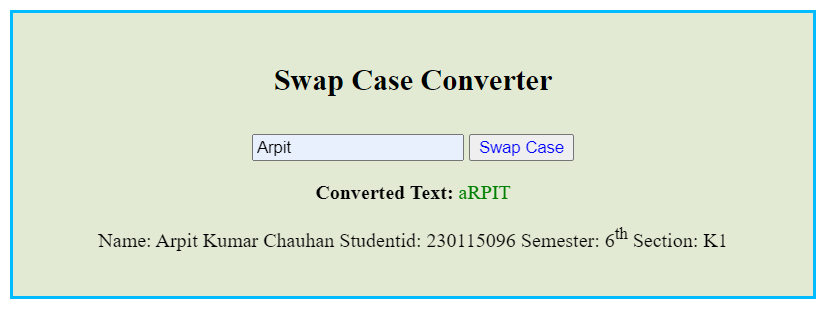 Swap Case Converter
Arpit Swap Case
Converted Text: aRPIT
Name: Arpit Kumar Chauhan Studentid: 230115096 Semester: 6th Section: K1